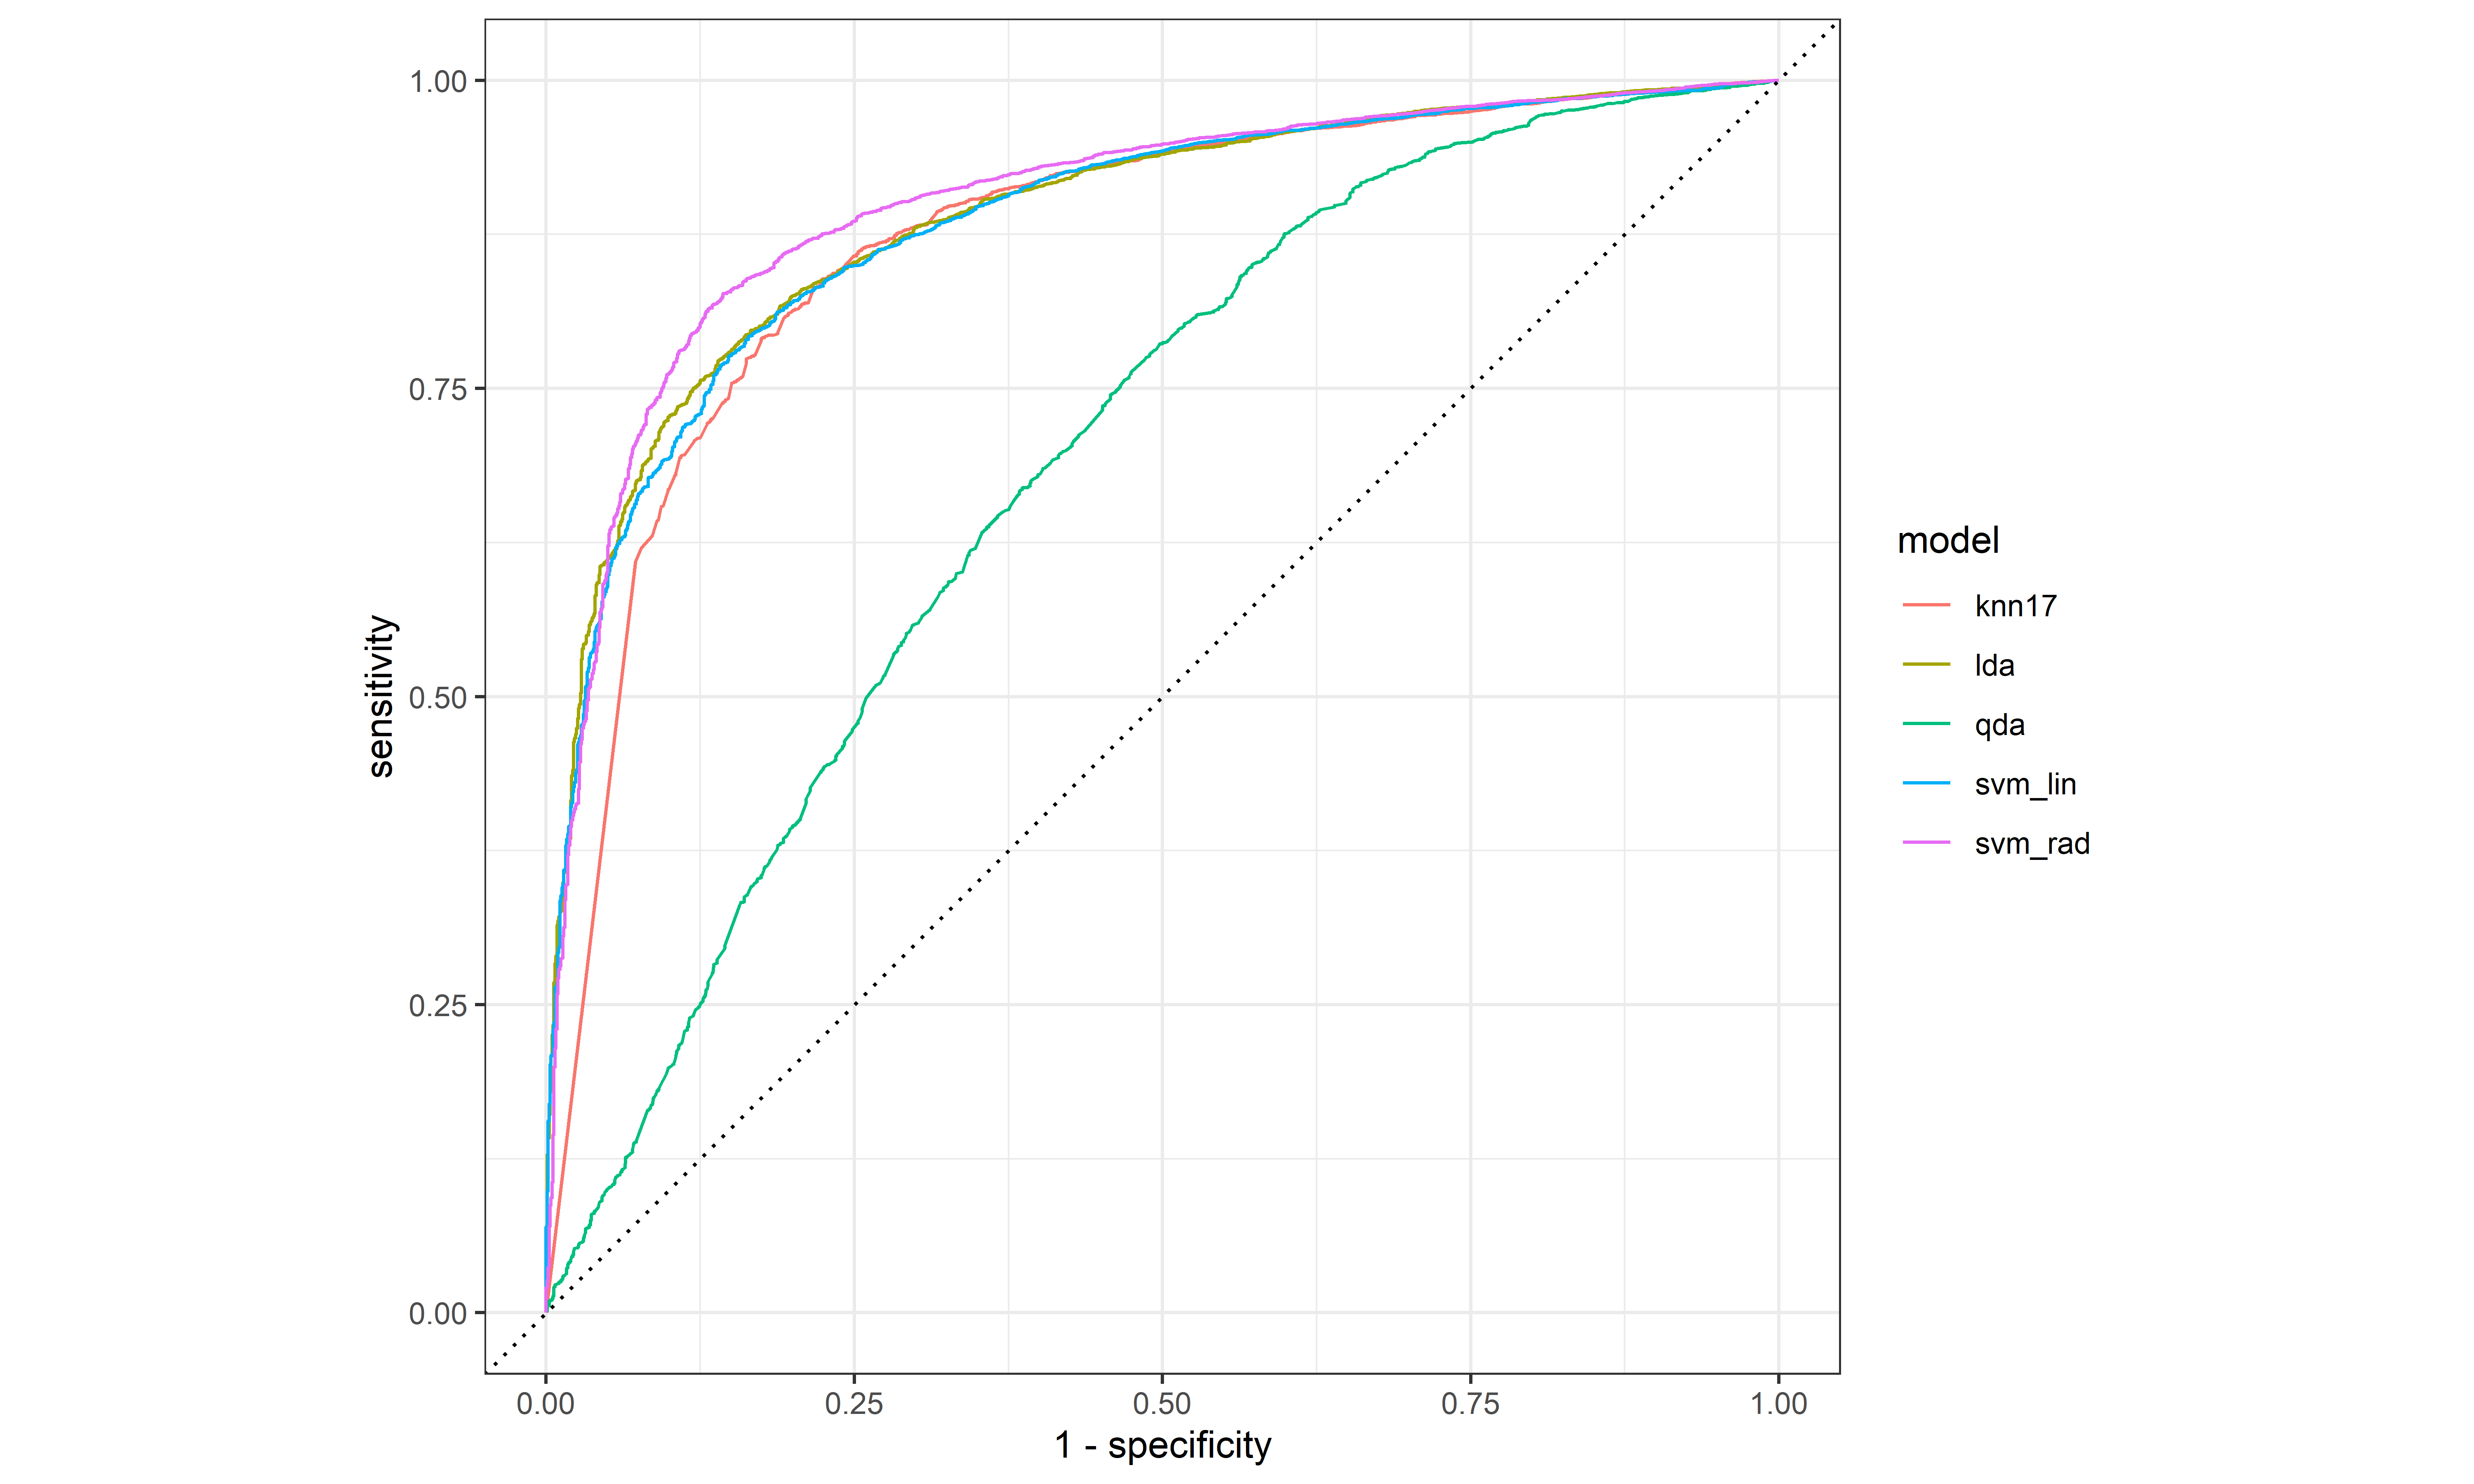 1.00
0.75
0.50
0.25
0.00
sensitivity
0.00 0.25 0.50 0.75 1.00
1 - specificity
model
knn17
lda
qda
svm_lin
svm_rad